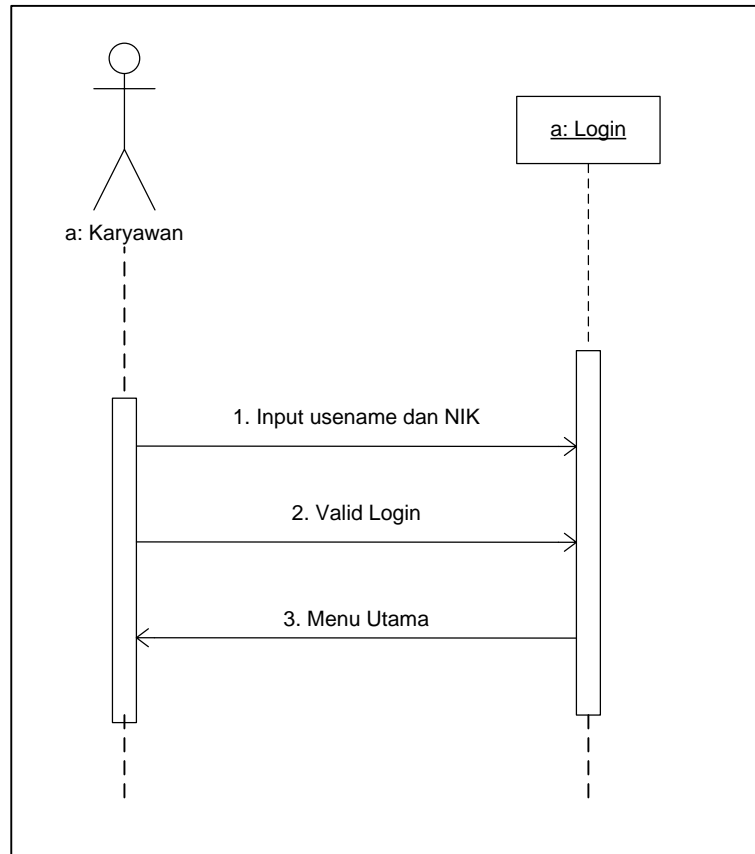 a: Karyawan
a: Login
1. Input usename dan NIK
2. Valid Login
3. Menu Utama